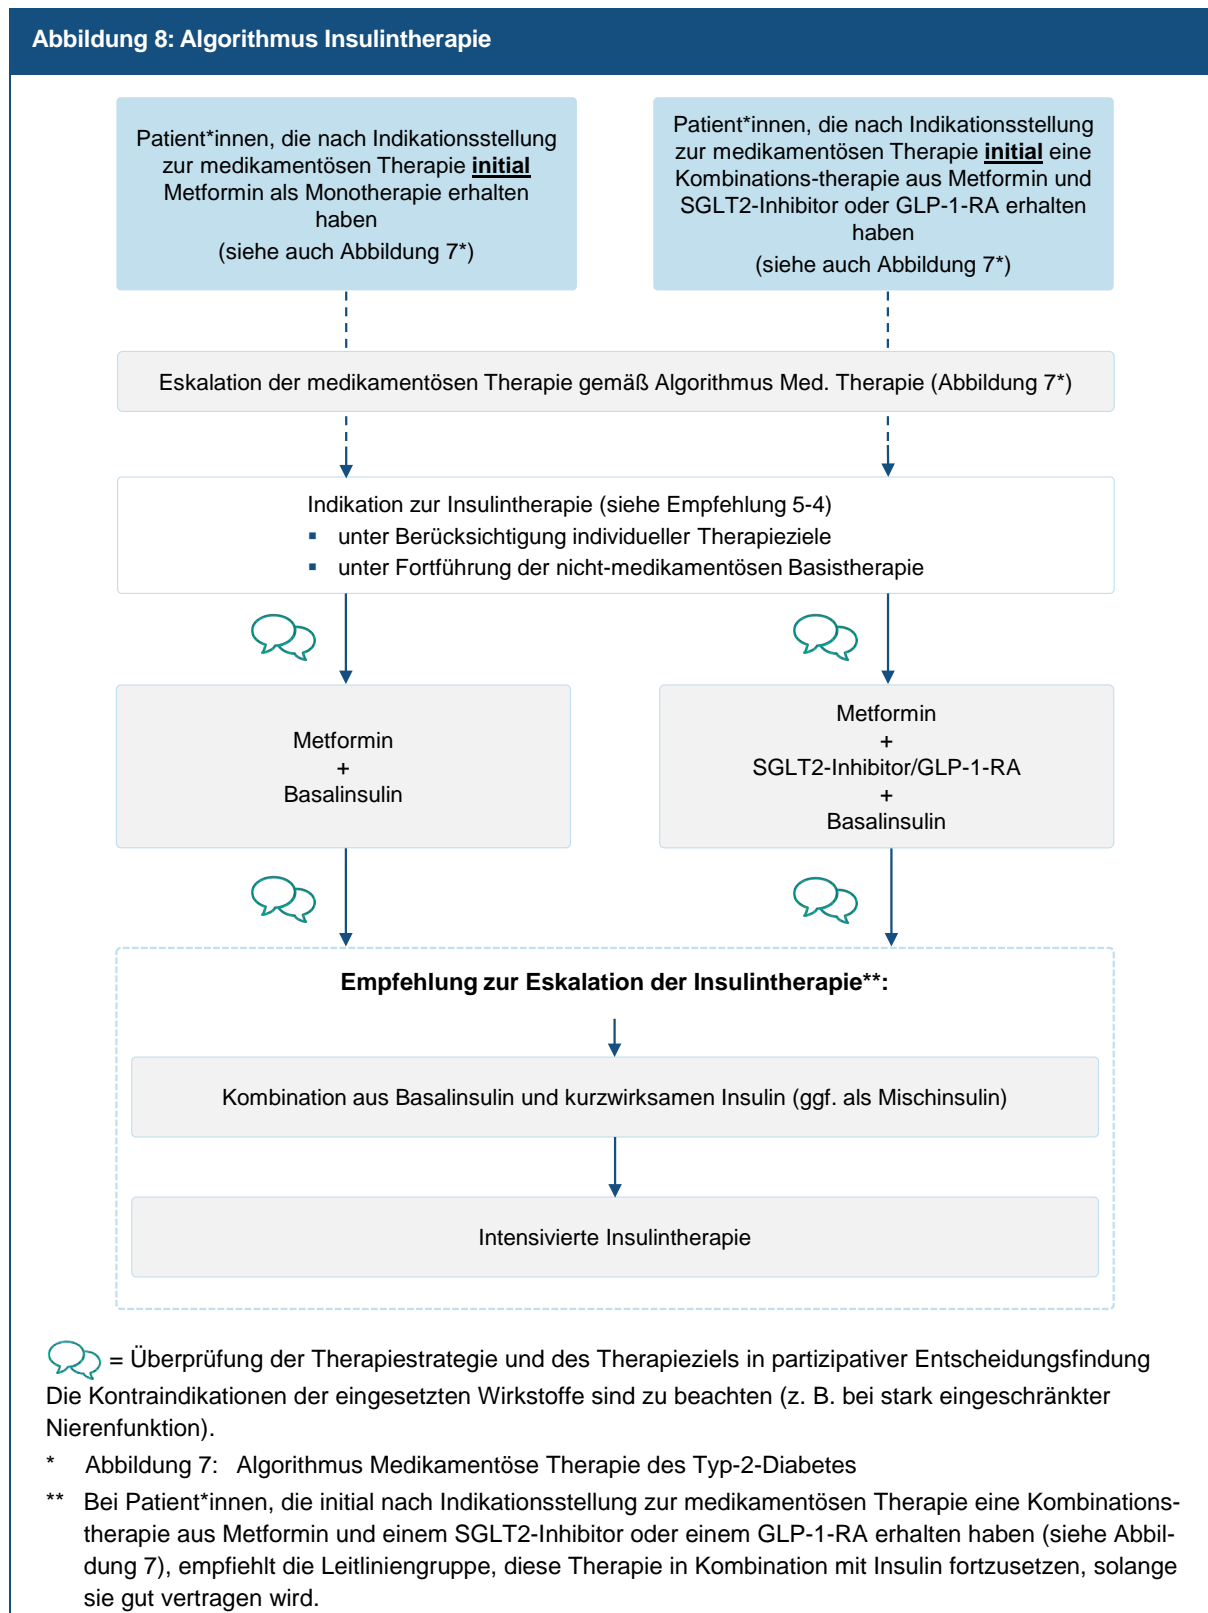 Abbildung 8: Algorithmus Insulintherapie
Patient*innen, die nach Indikationsstellung
zur medikamentösen Therapie initial
Metformin als Monotherapie erhalten
haben
(siehe auch Abbildung 7*)
Patient*innen, die nach Indikationsstellung
zur medikamentösen Therapie initial eine
Kombinations-therapie aus Metformin und
SGLT2-Inhibitor oder GLP-1-RA erhalten
haben
(siehe auch Abbildung 7*)
Eskalation der medikamentösen Therapie gemäß Algorithmus Med. Therapie (Abbildung 7*)
Indikation zur Insulintherapie (siehe Empfehlung 5-4)
▪ unter Berücksichtigung individueller Therapieziele
▪ unter Fortführung der nicht-medikamentösen Basistherapie
Metformin
+
Basalinsulin
Metformin
+
SGLT2-Inhibitor/GLP-1-RA
+
Basalinsulin
Empfehlung zur Eskalation der Insulintherapie**:
Kombination aus Basalinsulin und kurzwirksamen Insulin (ggf. als Mischinsulin)
Intensivierte Insulintherapie
= Überprüfung der Therapiestrategie und des Therapieziels in partizipativer Entscheidungsfindung
Die Kontraindikationen der eingesetzten Wirkstoffe sind zu beachten (z. B. bei stark eingeschränkter
Nierenfunktion).
* Abbildung 7: Algorithmus Medikamentöse Therapie des Typ-2-Diabetes
** Bei Patient*innen, die initial nach Indikationsstellung zur medikamentösen Therapie eine Kombinations-
therapie aus Metformin und einem SGLT2-Inhibitor oder einem GLP-1-RA erhalten haben (siehe Abbil-
dung 7), empfiehlt die Leitliniengruppe, diese Therapie in Kombination mit Insulin fortzusetzen, solange
sie gut vertragen wird.